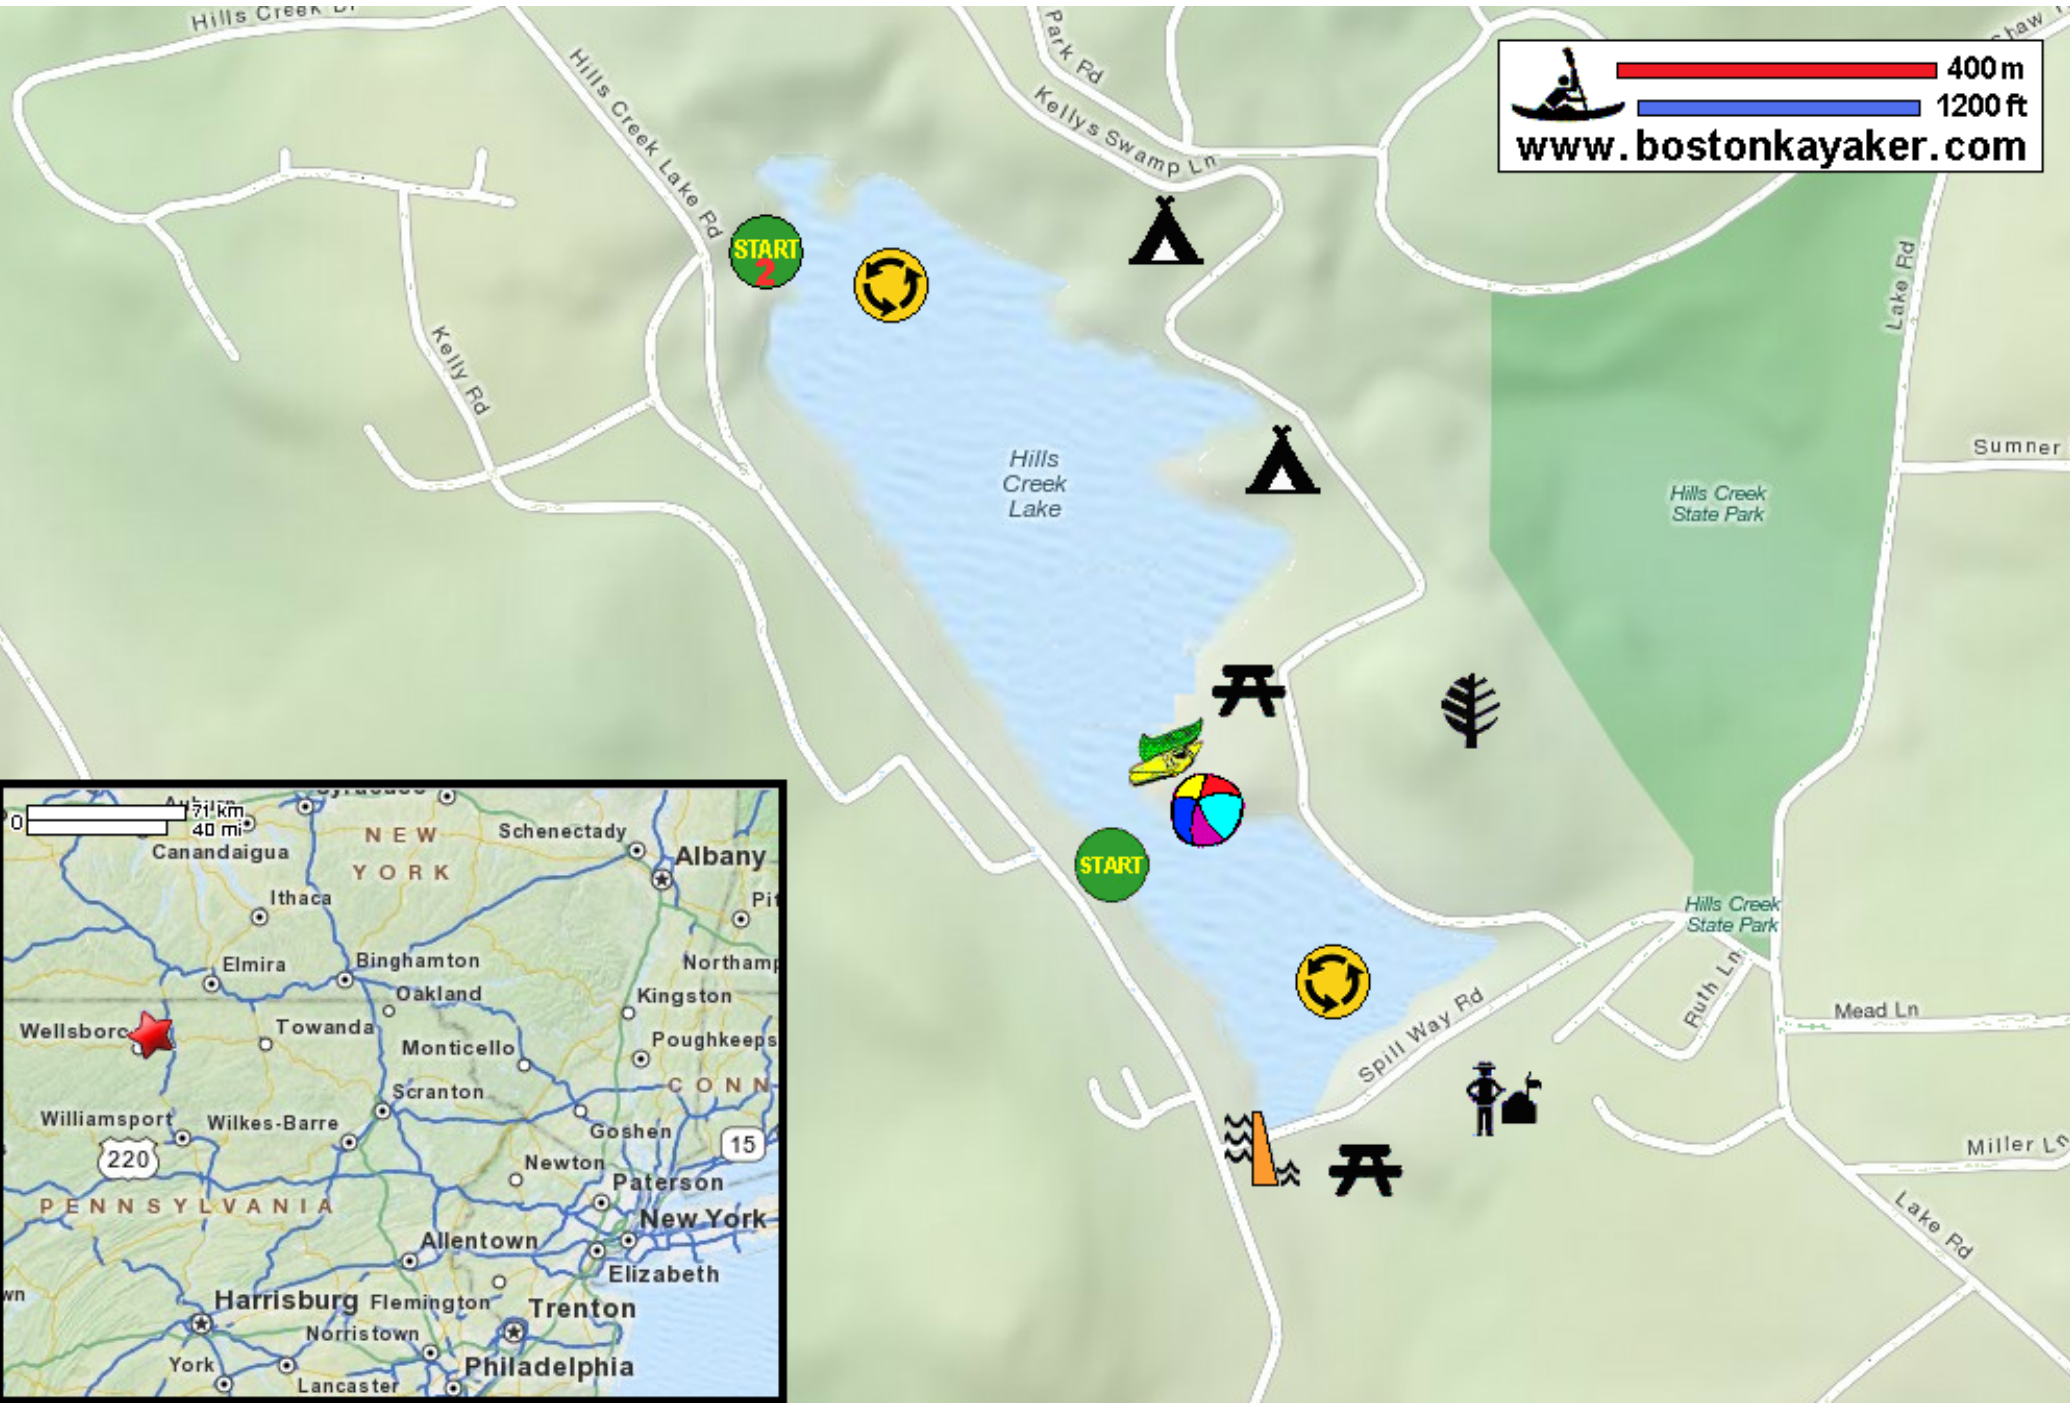 Hills Creek Dr
Hills Creek Lake Rd
Park Rd
Kellys Swamp Ln
400 m
1200 ft
www.bostonkayaker.com
START
2
Lake Rd
Kelly Rd
Sumner
Hills
Creek
Lake
Hills Creek
State Park
START
Hills Creek
State Park
Ruth Ln
Spill Way Rd
Mead Ln
Miller Ln
Lake Rd
0
71 km
40 mi
NEW
YORK
Schenectady
Canandaigua
Albany
Ithaca
Elmira
Binghamton
Oakland
Kingston
Wellsboro
Towanda
Monticello
Scranton
CONN
Williamsport
Wilkes-Barre
Goshen
220
15
Newton
Paterson
PENNSYLVANIA
New York
Allentown
Elizabeth
Harrisburg
Flemington
Trenton
Norristown
York
Philadelphia
Lancaster